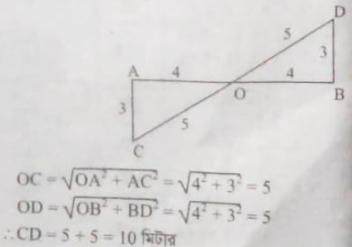 D
5
3
A
4
4
O
B
3
5
C
OC = √OA² + AC² = √4² + 3² = 5
OD = √OB² + BD² = √4² + 3² = 5
∴CD = 5 + 5 = 10 মিটার